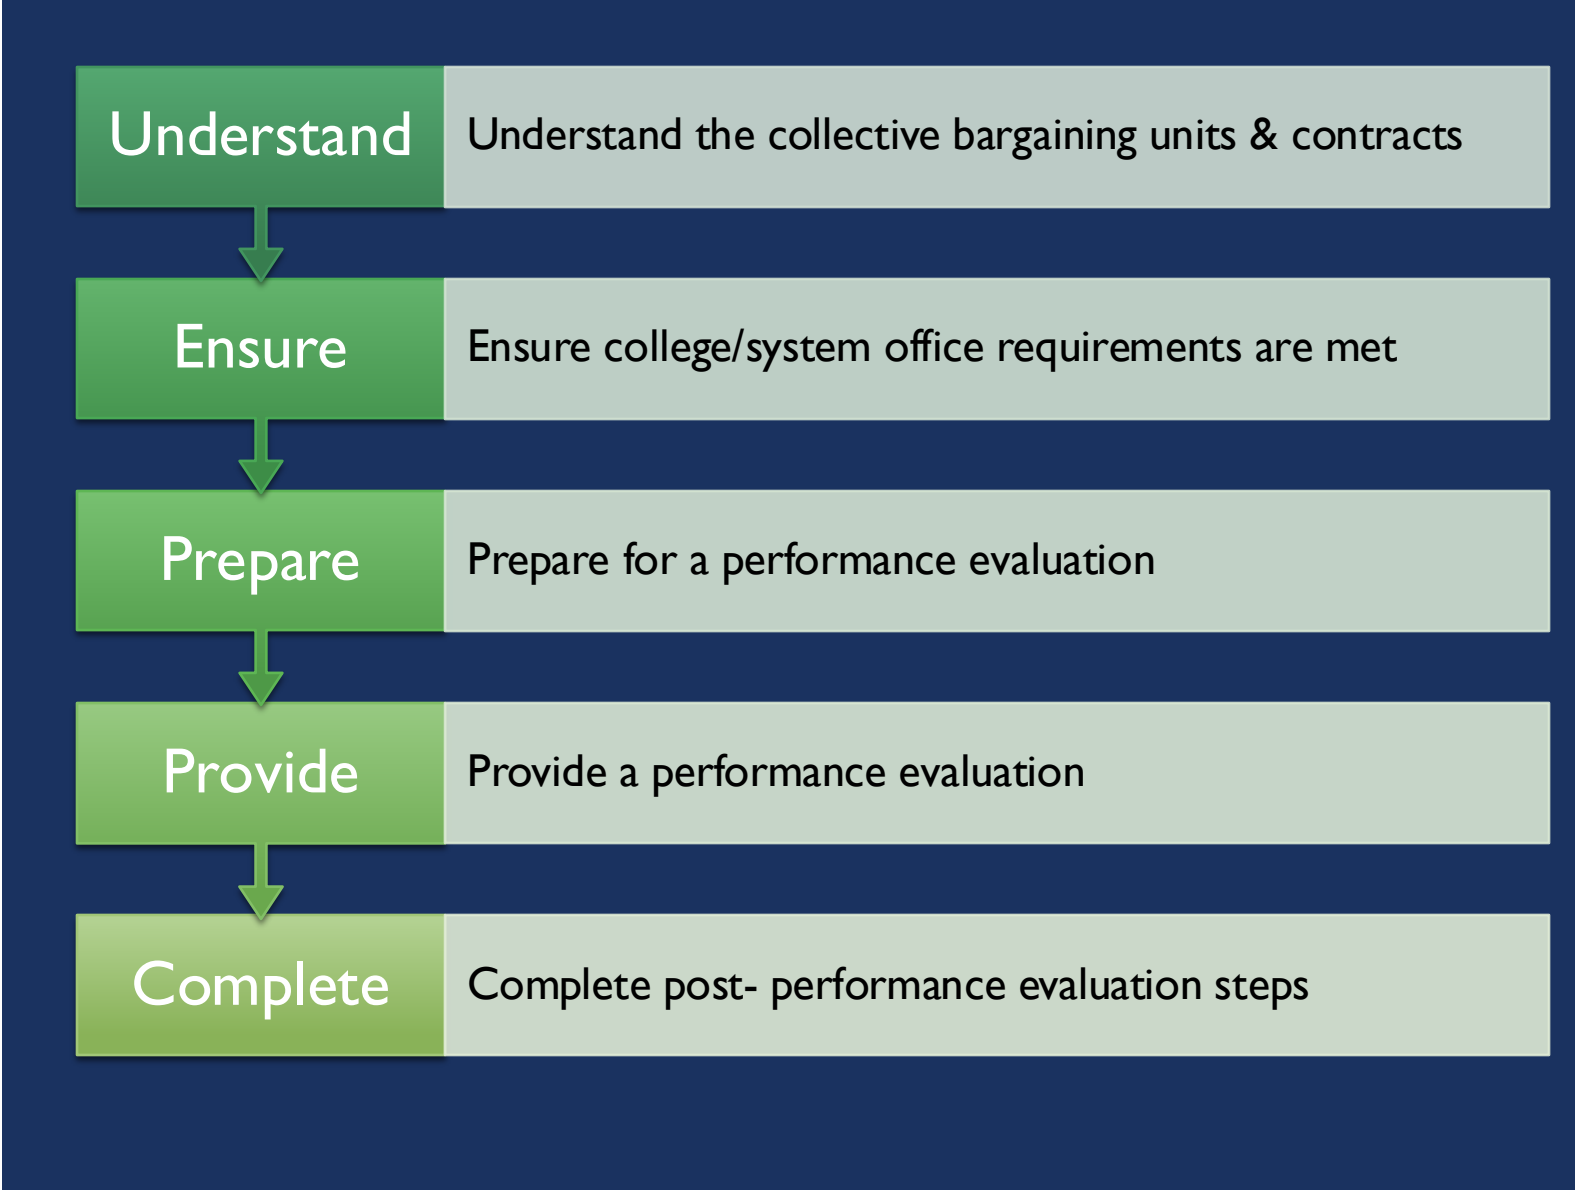 Understand
Understand the collective bargaining units & contracts
Ensure
Ensure college/system office requirements are met
Prepare
Prepare for a performance evaluation
Provide
Provide a performance evaluation
Complete
Complete post- performance evaluation steps